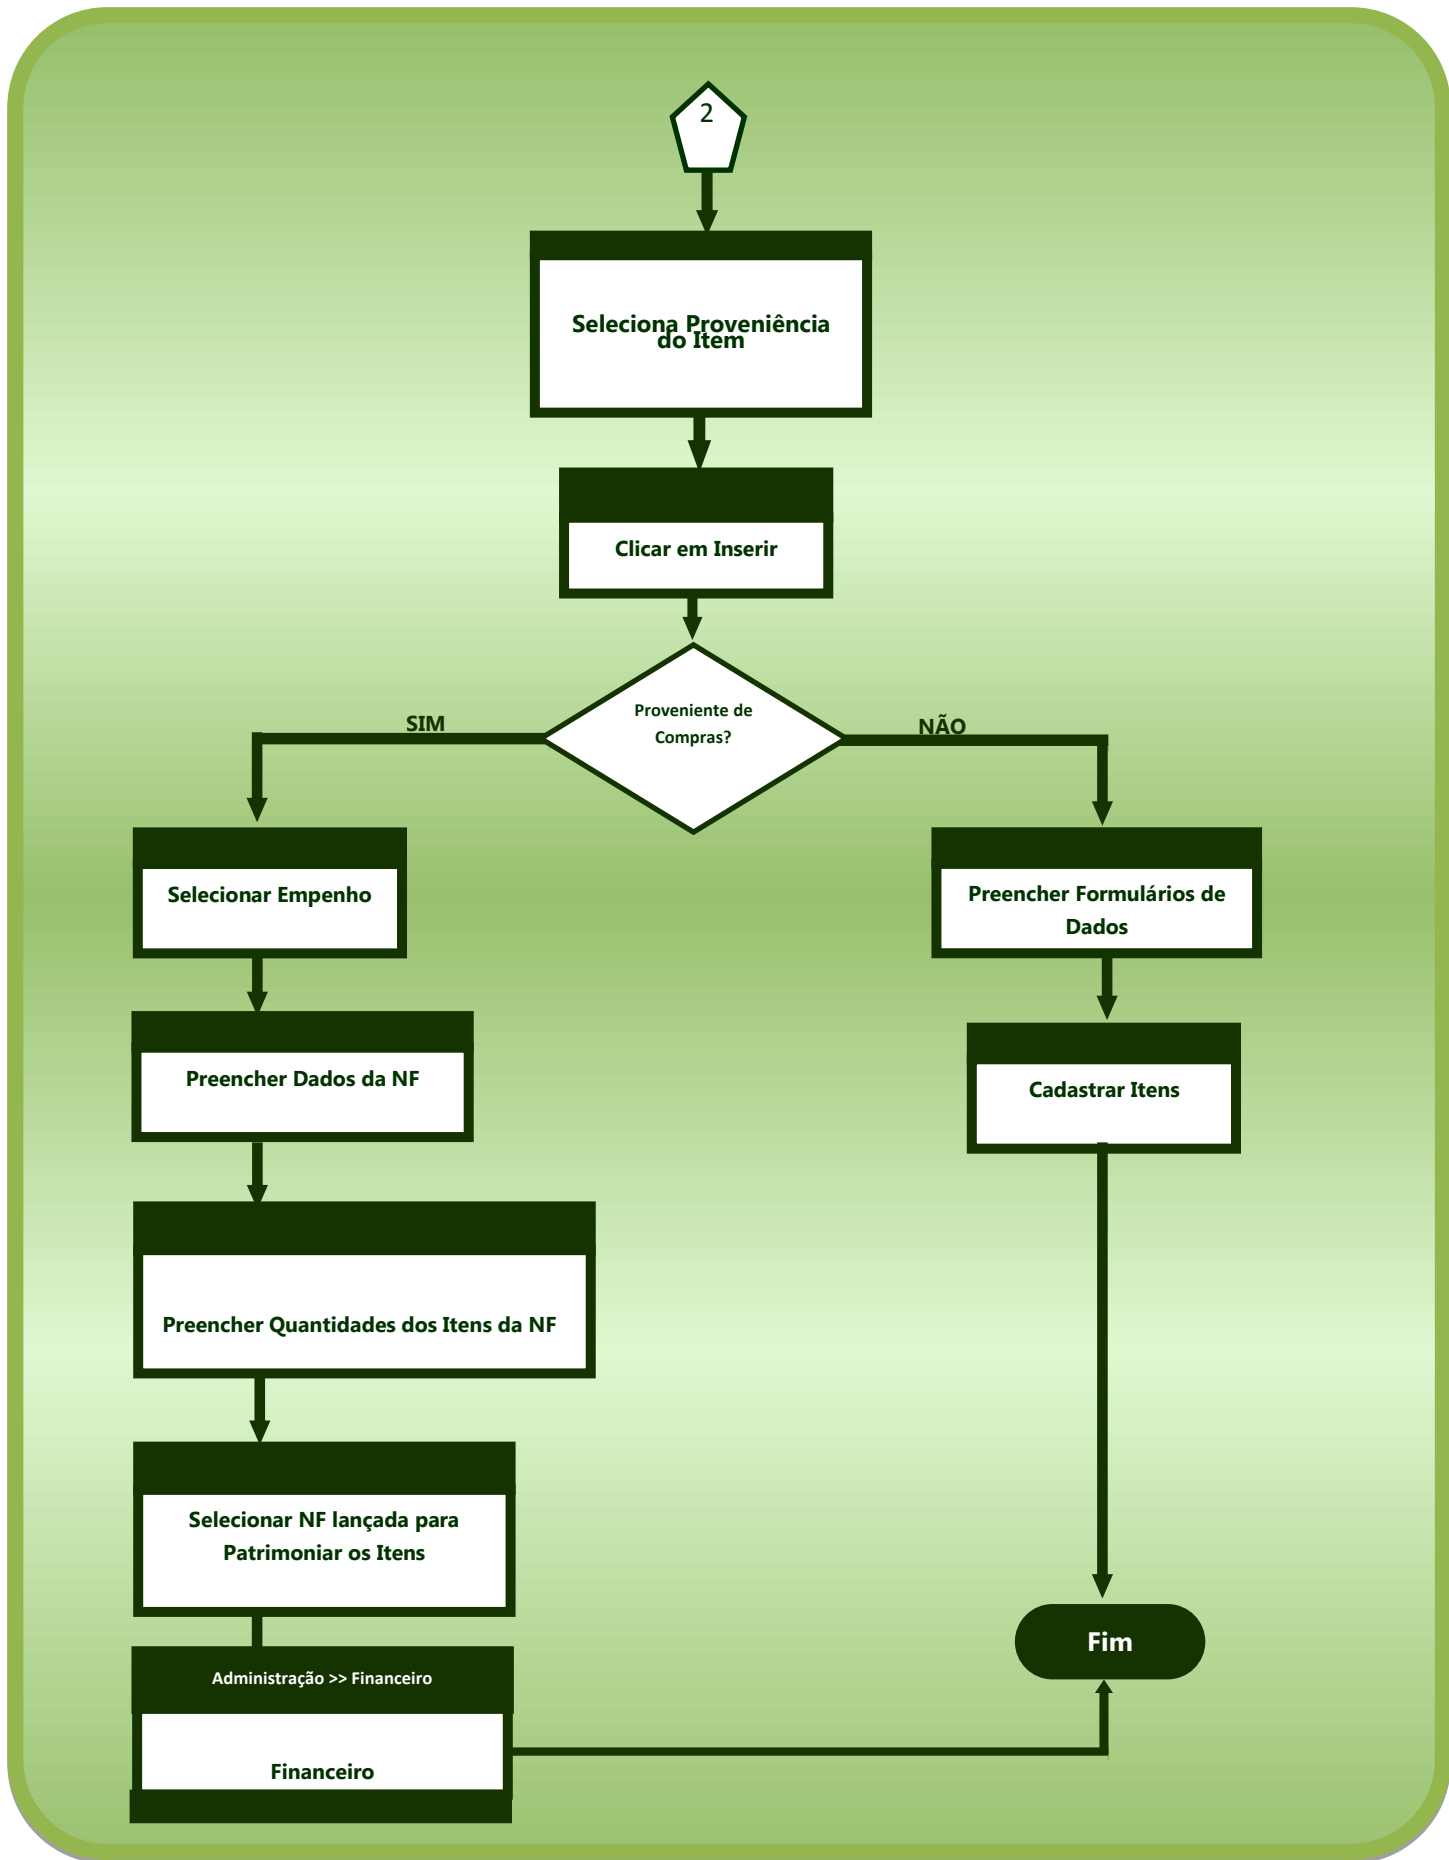 2
Seleciona Proveniência
do Item
Clicar em Inserir
Proveniente de
Compras?
SIM
NÃO
Selecionar Empenho
Preencher Formulários de
Dados
Preencher Dados da NF
Cadastrar Itens
Preencher Quantidades dos Itens da NF
Selecionar NF lançada para
Patrimoniar os Itens
Fim
Administração >> Financeiro
Financeiro